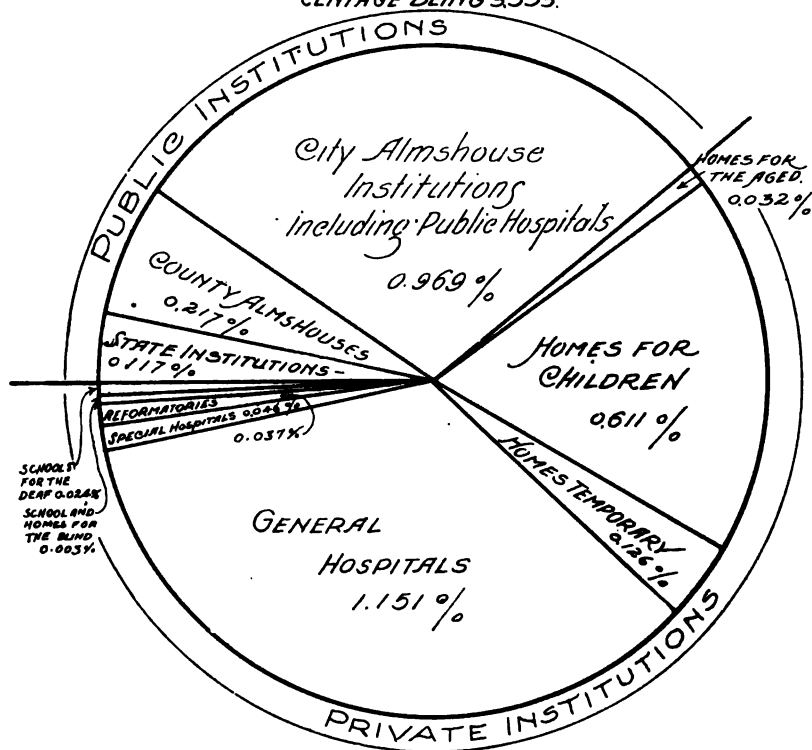 CENTAGE BEING 3.333.
PUBLIC INSTITUTIONS
City Almshouse
Institutions
including Public Hospitals
0.969 %
HOMES FOR
THE AGED.
0.032 %
COUNTY ALMSHOUSES
0.217 %
STATE INSTITUTIONS -
0.117 %
HOMES FOR
CHILDREN
0.611 %
REFORMATORIES
SPECIAL HOSPITALS 0.046 %
0.037 %
SCHOOLS
FOR THE
DEAF 0.024%
SCHOOL AND
HOMES FOR
THE BLIND
0.003%
HOMES TEMPORARY
0.126 %
GENERAL
HOSPITALS
1.151 %
PRIVATE INSTITUTIONS